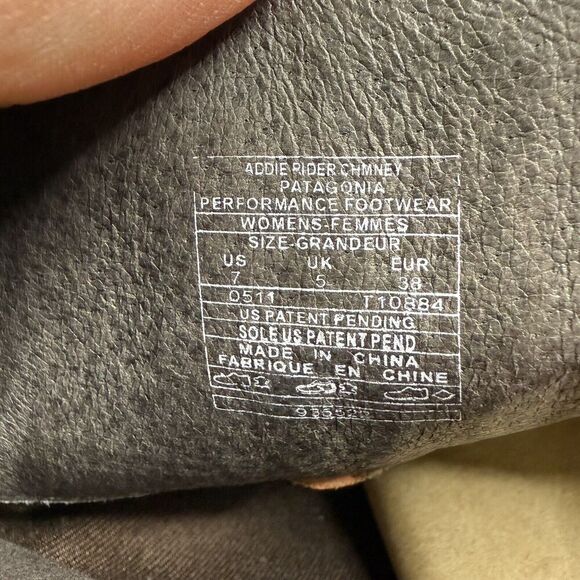 ADDIE RIDER CHMNEY
PATAGONIA
PERFORMANCE FOOTWEAR
WOMENS-FEMMES
SIZE-GRANDEUR
US UK EUR
7 5 38
0511 T10884
US PATENT PENDING
SOLE US PATENT PEND
MADE IN CHINA
FABRIQUE EN CHINE